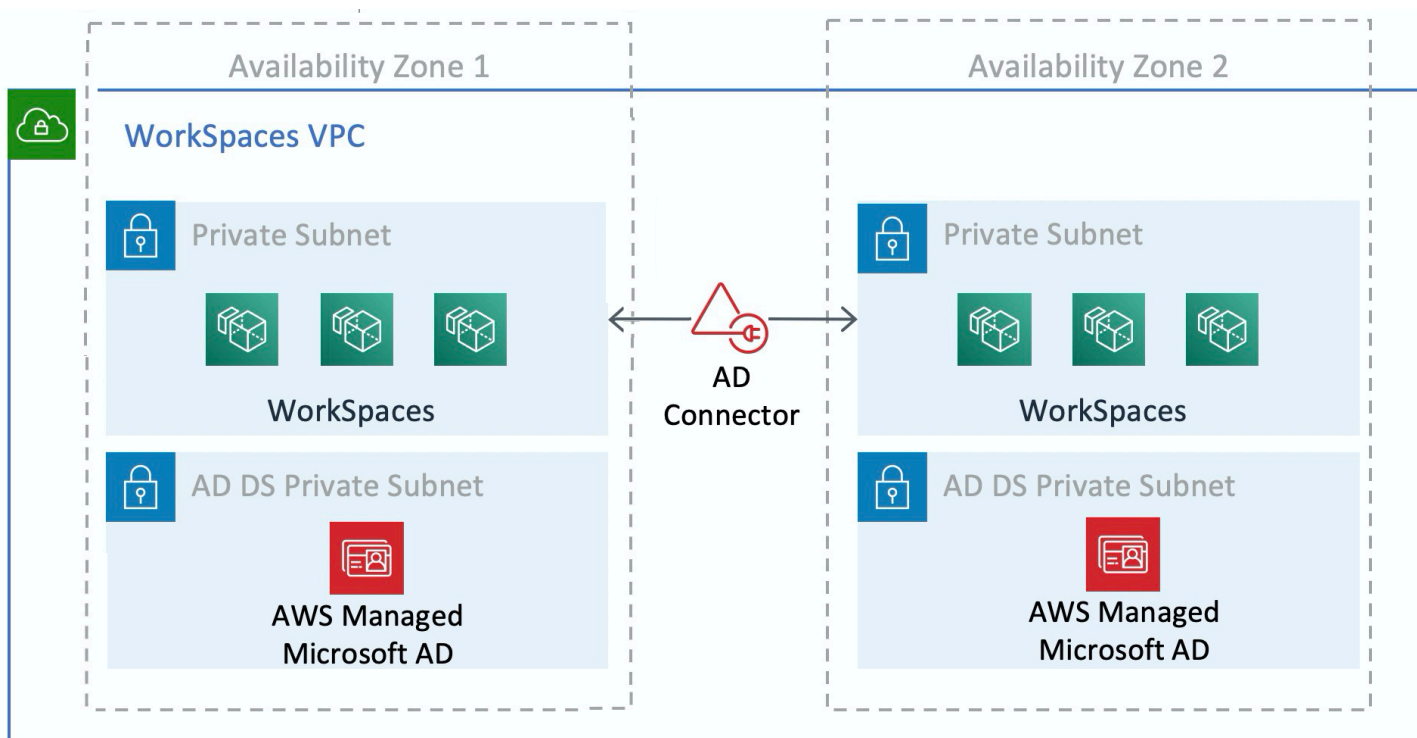 Availability Zone 1
Availability Zone 2
WorkSpaces VPC
Private Subnet
WorkSpaces
AD DS Private Subnet
AWS Managed
Microsoft AD
AD
Connector
Private Subnet
WorkSpaces
AD DS Private Subnet
AWS Managed
Microsoft AD